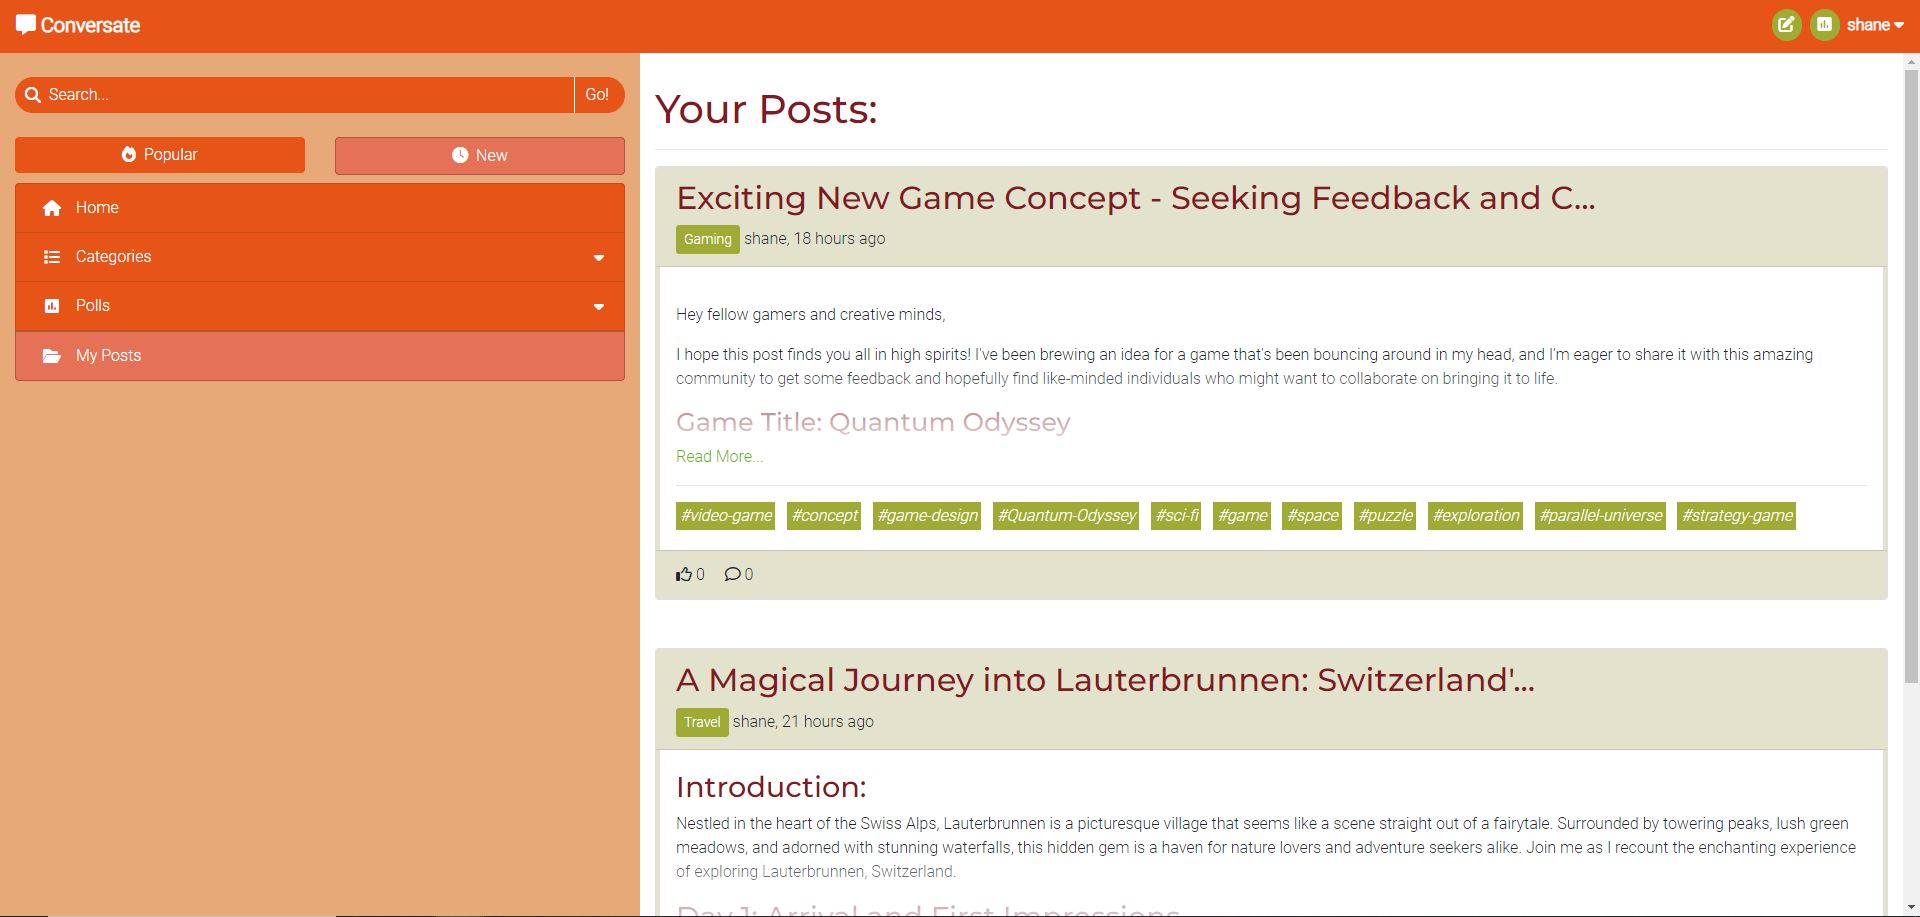 Conversate
shane
Search...
Go!
Popular
New
Home
Categories
Polls
My Posts
Your Posts:
Exciting New Game Concept - Seeking Feedback and C...
Gaming shane, 18 hours ago
Hey fellow gamers and creative minds,
I hope this post finds you all in high spirits! I've been brewing an idea for a game that's been bouncing around in my head, and I'm eager to share it with this amazing
community to get some feedback and hopefully find like-minded individuals who might want to collaborate on bringing it to life.
Game Title: Quantum Odyssey
Read More...
#video-game #concept #game-design #Quantum-Odyssey #sci-fi #game #space #puzzle #exploration #parallel-universe #strategy-game
0 0
A Magical Journey into Lauterbrunnen: Switzerland'...
Travel shane, 21 hours ago
Introduction:
Nestled in the heart of the Swiss Alps, Lauterbrunnen is a picturesque village that seems like a scene straight out of a fairytale. Surrounded by towering peaks, lush green
meadows, and adorned with stunning waterfalls, this hidden gem is a haven for nature lovers and adventure seekers alike. Join me as I recount the enchanting experience
of exploring Lauterbrunnen, Switzerland.
Day 1: Arrival and First Impressions